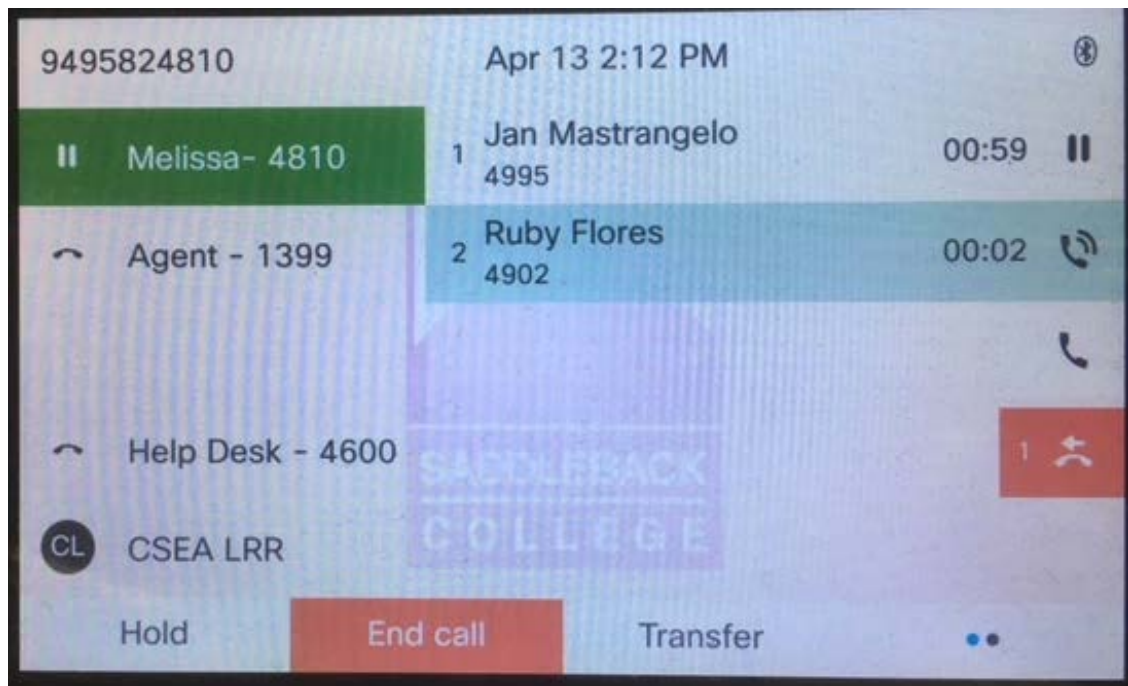 9495824810 Apr 13 2:12 PM
Melissa- 4810
1 Jan Mastrangelo 00:59
4995
Agent - 1399
2 Ruby Flores 00:02
4902
Help Desk - 4600
1
SADDLEBACK
COLLEGE
CL CSEA LRR
Hold End call Transfer